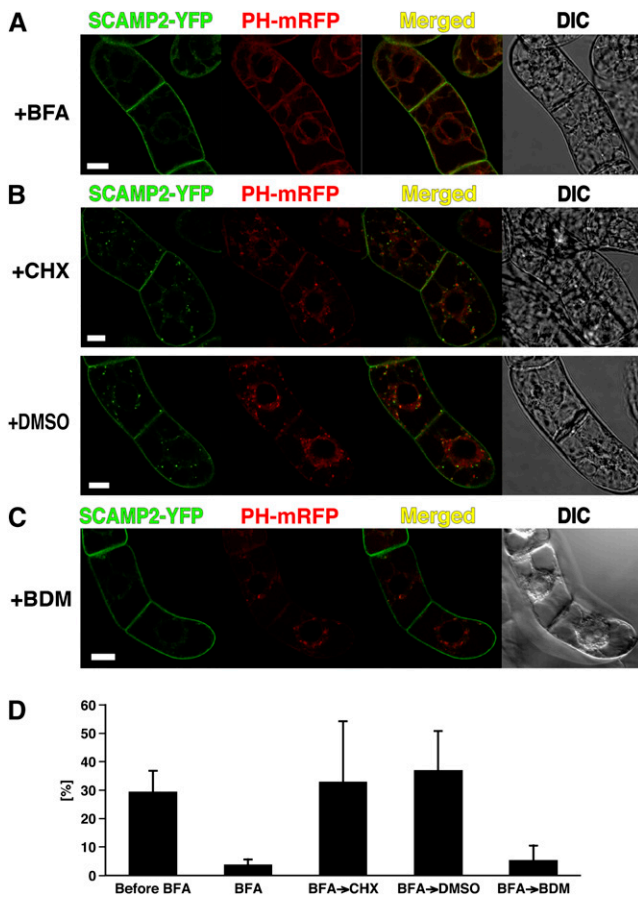 A SCAMP2-YFP PH-mRFP Merged DIC
+BFA
B SCAMP2-YFP PH-mRFP Merged DIC
+CHX
+DMSO
C SCAMP2-YFP PH-mRFP Merged DIC
+BDM
D
60
50
40
30
20
10
0
[%]
Before BFA BFA BFA→CHX BFA→DMSO BFA→BDM